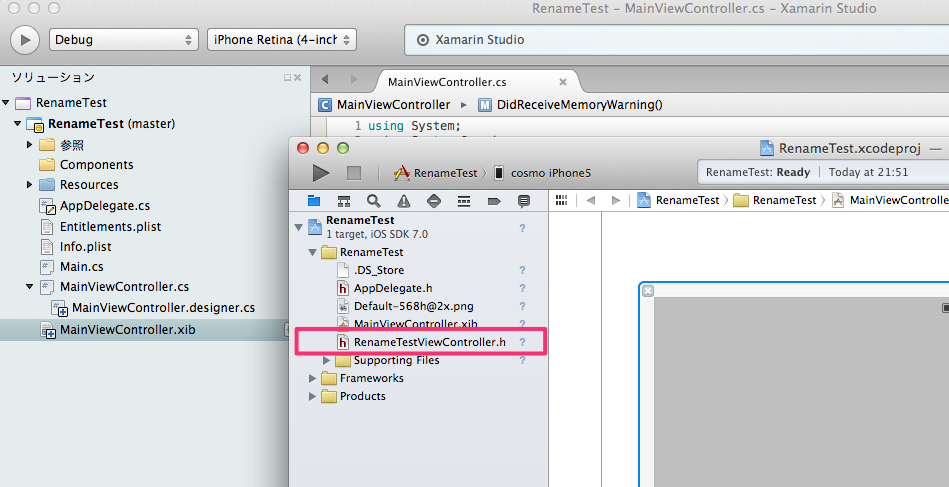 RenameTest – MainViewController.cs – Xamarin Studio
Debug
iPhone Retina (4-inch
Xamarin Studio
ソリューション
RenameTest
RenameTest (master)
参照
Components
Resources
AppDelegate.cs
Entitlements.plist
Info.plist
Main.cs
MainViewController.cs
MainViewController.designer.cs
MainViewController.xib
MainViewController.cs
MainViewController
DidReceiveMemoryWarning()
1 using System;
RenameTest.xcodeproj —
RenameTest
cosmo iPhone5
RenameTest: Ready
Today at 21:51
RenameTest
1 target, iOS SDK 7.0
RenameTest
.DS_Store
AppDelegate.h
Default-568h@2x.png
MainViewController.xib
RenameTestViewController.h
Supporting Files
Frameworks
Products
RenameTest
RenameTest
MainViewControlle